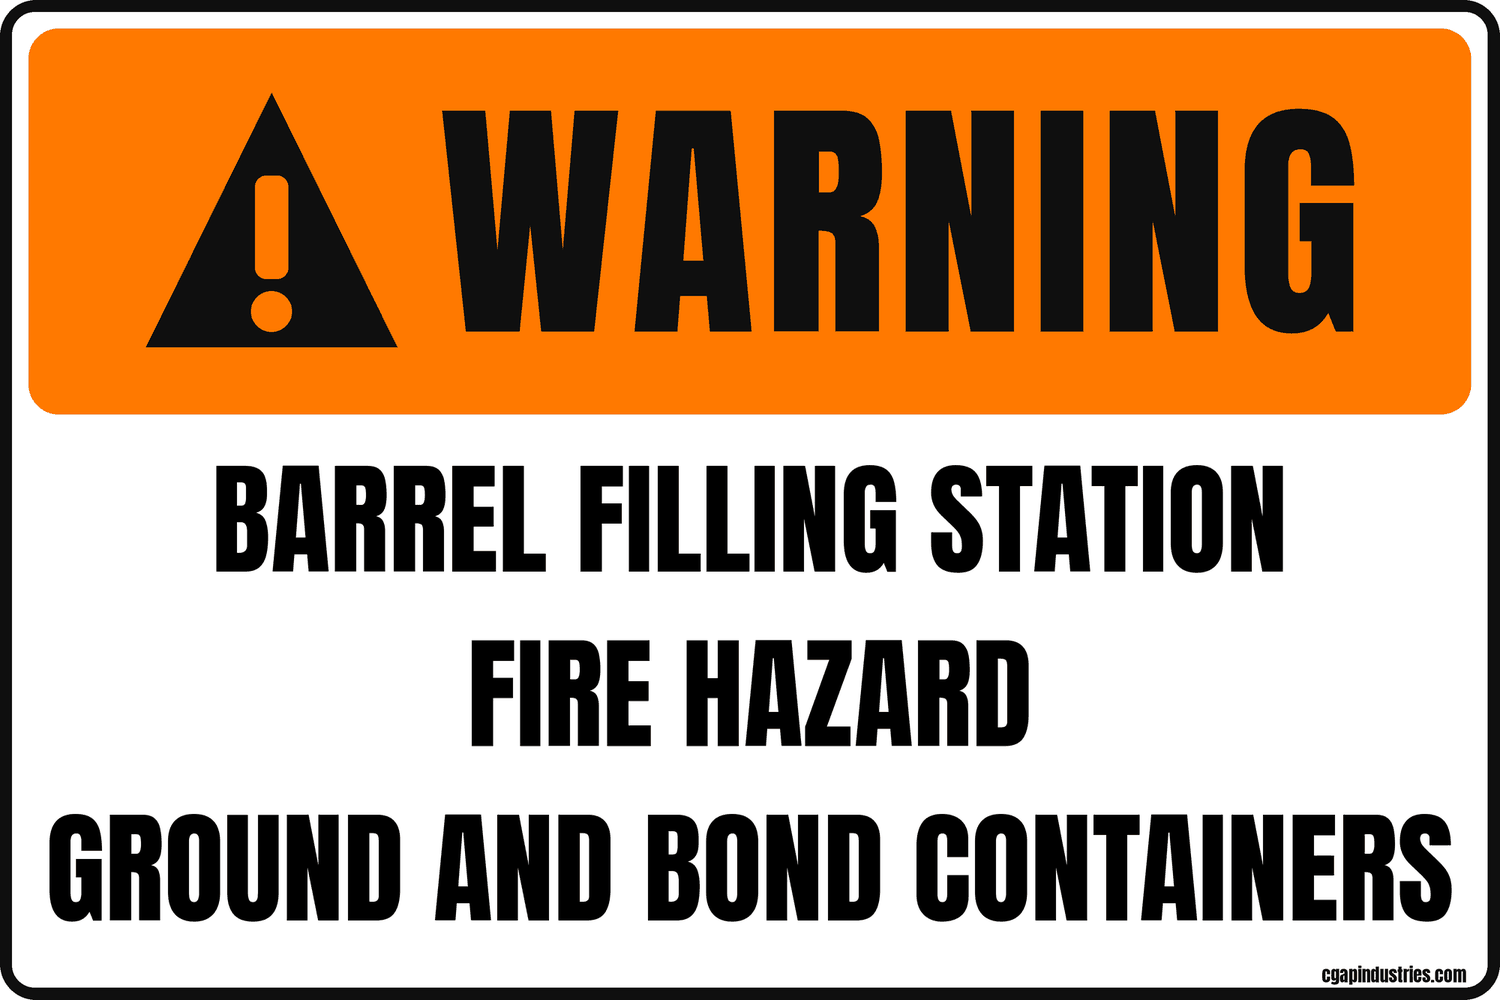 WARNING
BARREL FILLING STATION
FIRE HAZARD
GROUND AND BOND CONTAINERS
cgapindustries.com